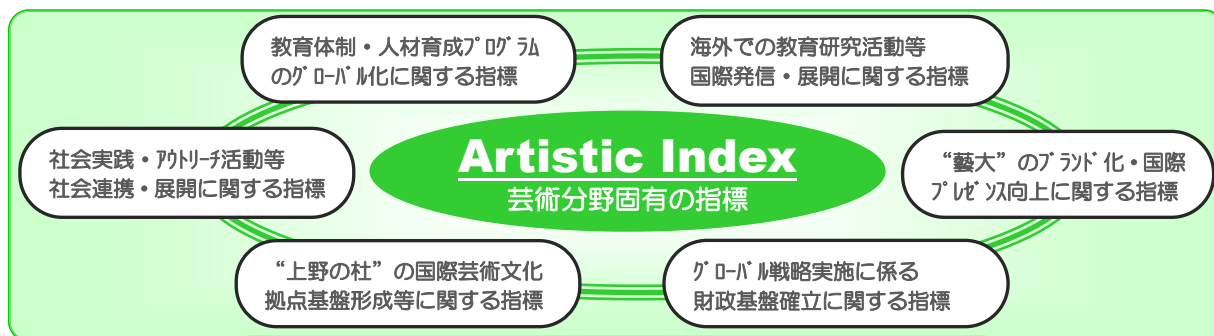 教育体制・人材育成ﾌﾟﾛｸﾞﾗﾑ
のｸﾞﾛｰﾊﾞﾙ化に関する指標
海外での教育研究活動等
国際発信・展開に関する指標
社会実践・ｱｳﾄﾘｰﾁ活動等
社会連携・展開に関する指標
Artistic Index
芸術分野固有の指標
“藝大”のﾌﾞﾗﾝﾄﾞ化・国際
ﾌﾟﾚｾﾞﾝｽ向上に関する指標
“上野の杜”の国際芸術文化
拠点基盤形成等に関する指標
ｸﾞﾛｰﾊﾞﾙ戦略実施に係る
財政基盤確立に関する指標